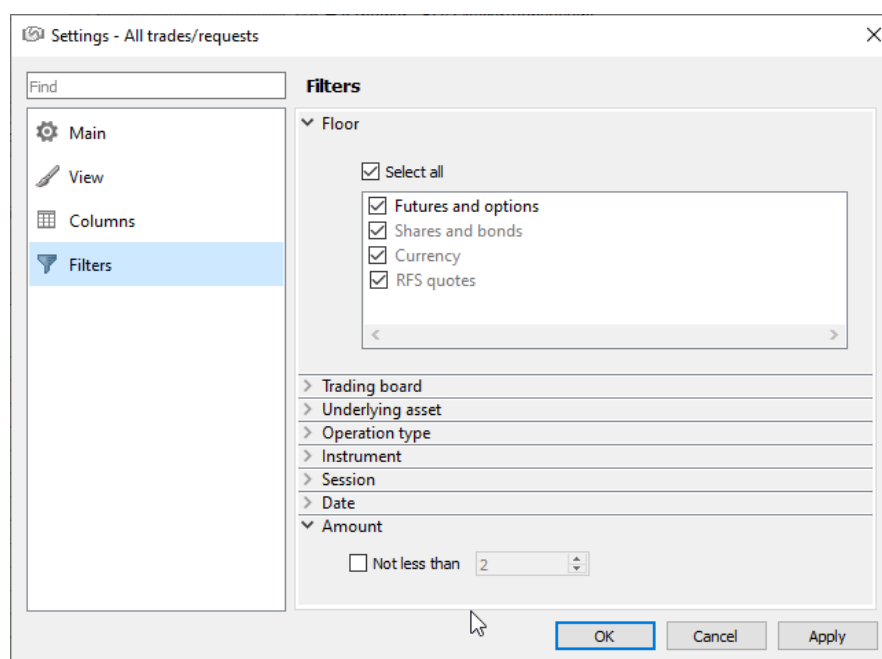 Settings - All trades/requests
Find
Main
View
Columns
Filters
Filters
Floor
Select all
Futures and options
Shares and bonds
Currency
RFS quotes
Trading board
Underlying asset
Operation type
Instrument
Session
Date
Amount
Not less than 2
OK Cancel Apply